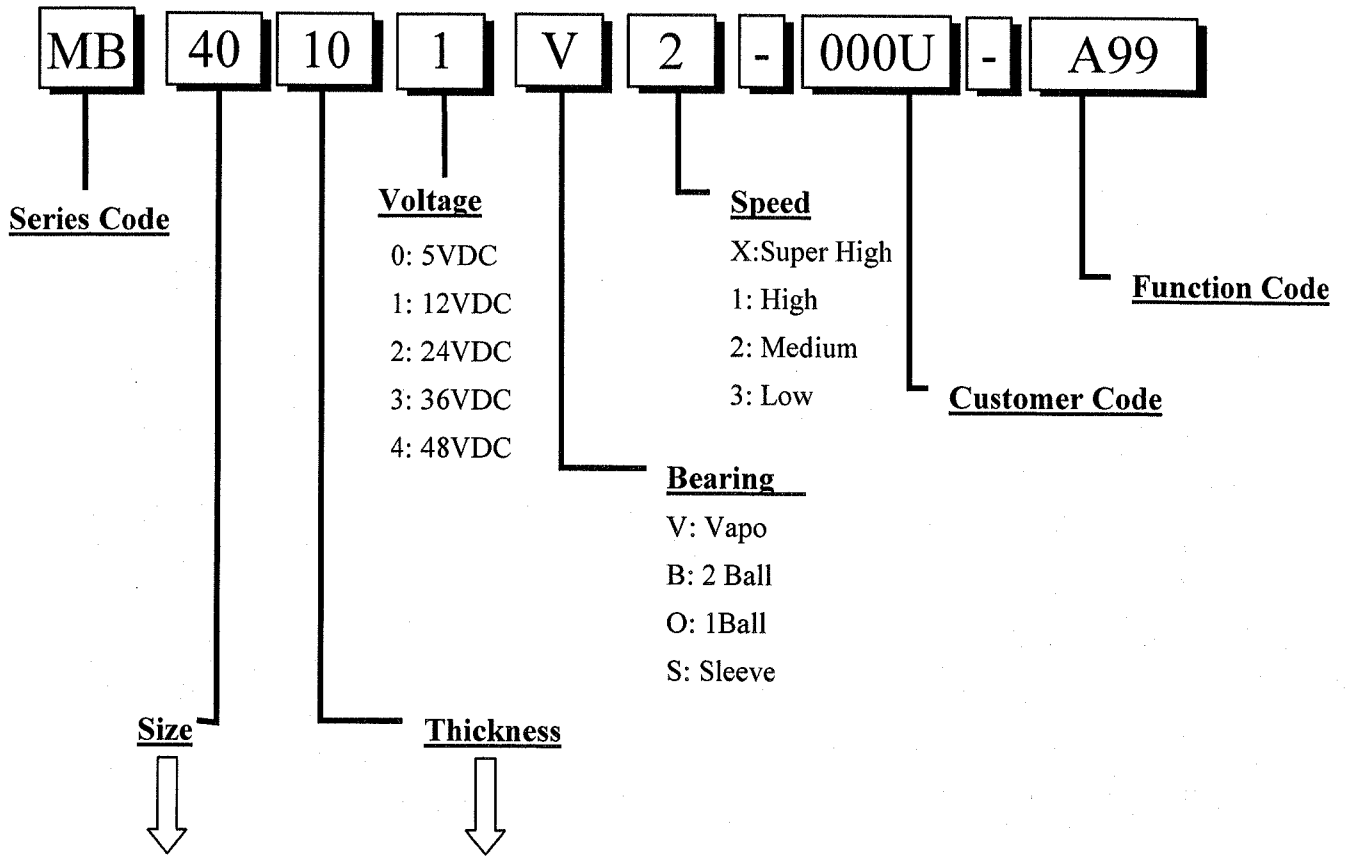 MB 40 10 1 V 2 - 000U - A99
Series Code
Voltage
0: 5VDC
1: 12VDC
2: 24VDC
3: 36VDC
4: 48VDC
Speed
X:Super High
1: High
2: Medium
3: Low
Function Code
Customer Code
Bearing
V: Vapo
B: 2 Ball
O: 1Ball
S: Sleeve
Size
Thickness